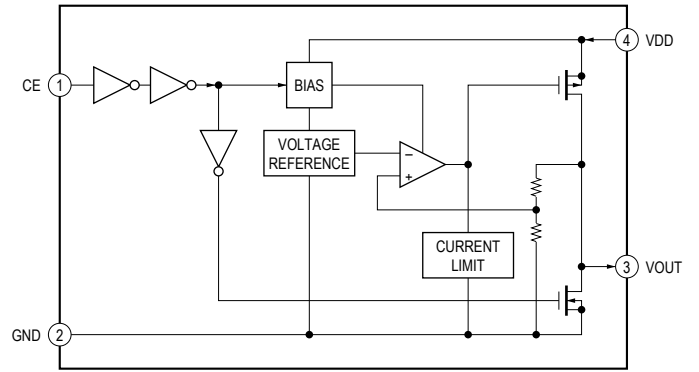 4 VDD
CE 1
BIAS
VOLTAGE
REFERENCE
−
+
CURRENT
LIMIT
3 VOUT
GND 2